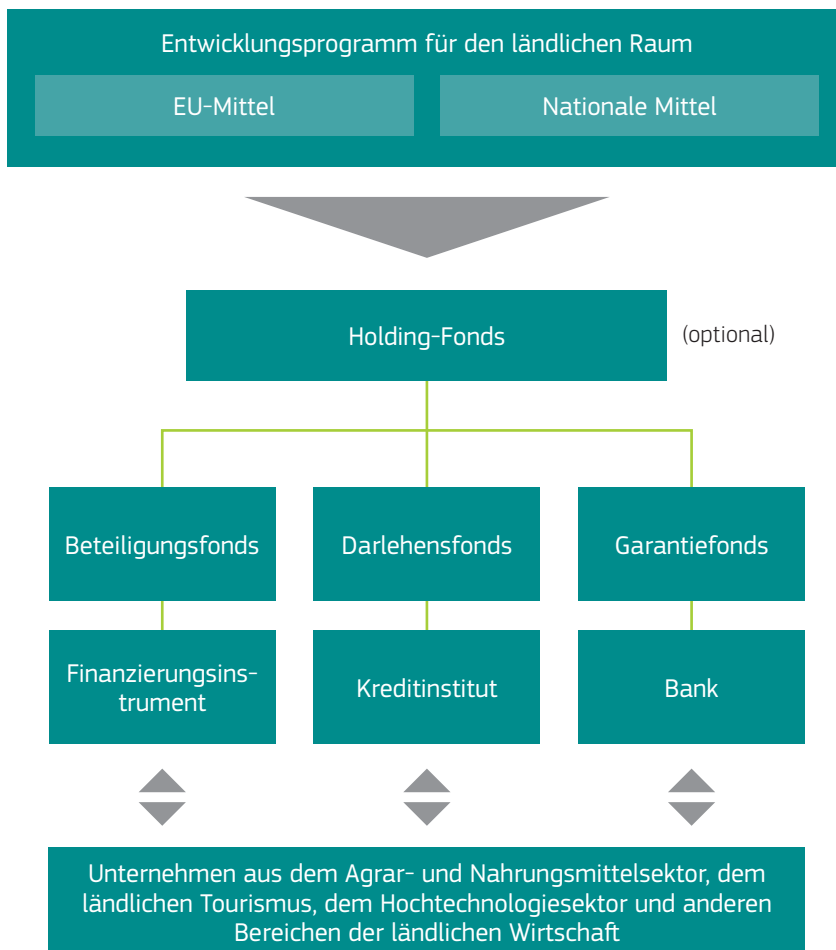 Entwicklungsprogramm für den ländlichen Raum
EU-Mittel
Nationale Mittel
Holding-Fonds
(optional)
Beteiligungsfonds
Darlehensfonds
Garantiefonds
Finanzierungsins-
trument
Kreditinstitut
Bank
Unternehmen aus dem Agrar- und Nahrungsmittelsektor, dem
ländlichen Tourismus, dem Hochtechnologiesektor und anderen
Bereichen der ländlichen Wirtschaft